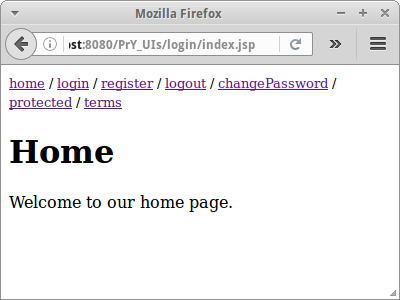 Mozilla Firefox
ost:8080/PrY_UIs/login/index.jsp
home / login / register / logout / changePassword /
protected / terms
Home
Welcome to our home page.